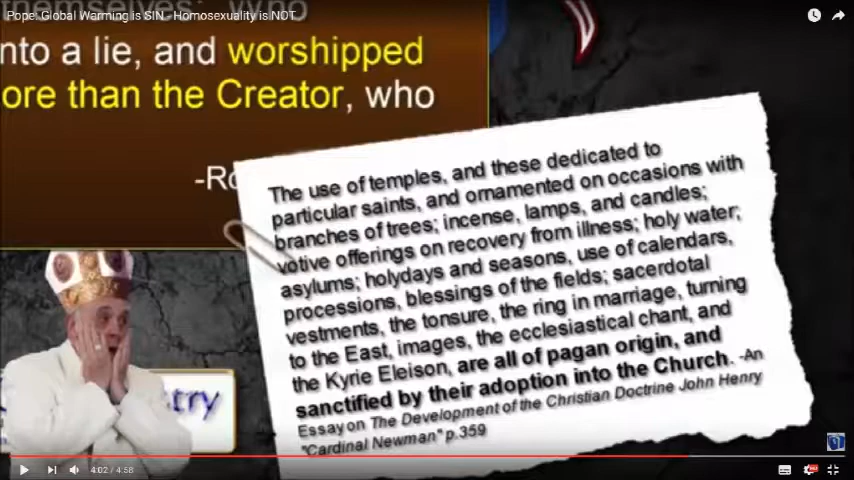 Pope: Global Warming is SIN - Homosexuality is NOT
themselves: Who
nto a lie, and worshipped
ore than the Creator, who
-Ro
The use of temples, and these dedicated to
particular saints, and ornamented on occasions with
branches of trees; incense, lamps, and candles;
votive offerings on recovery from illness; holy water;
asylums; holydays and seasons, use of calendars,
processions, blessings of the fields; sacerdotal
vestments, the tonsure, the ring in marriage, turning
to the East, images, the ecclesiastical chant, and
the Kyrie Eleison, are all of pagan origin, and
sanctified by their adoption into the Church. -An
Essay on The Development of the Christian Doctrine John Henry
"Cardinal Newman" p.359
try
4:02 / 4:58